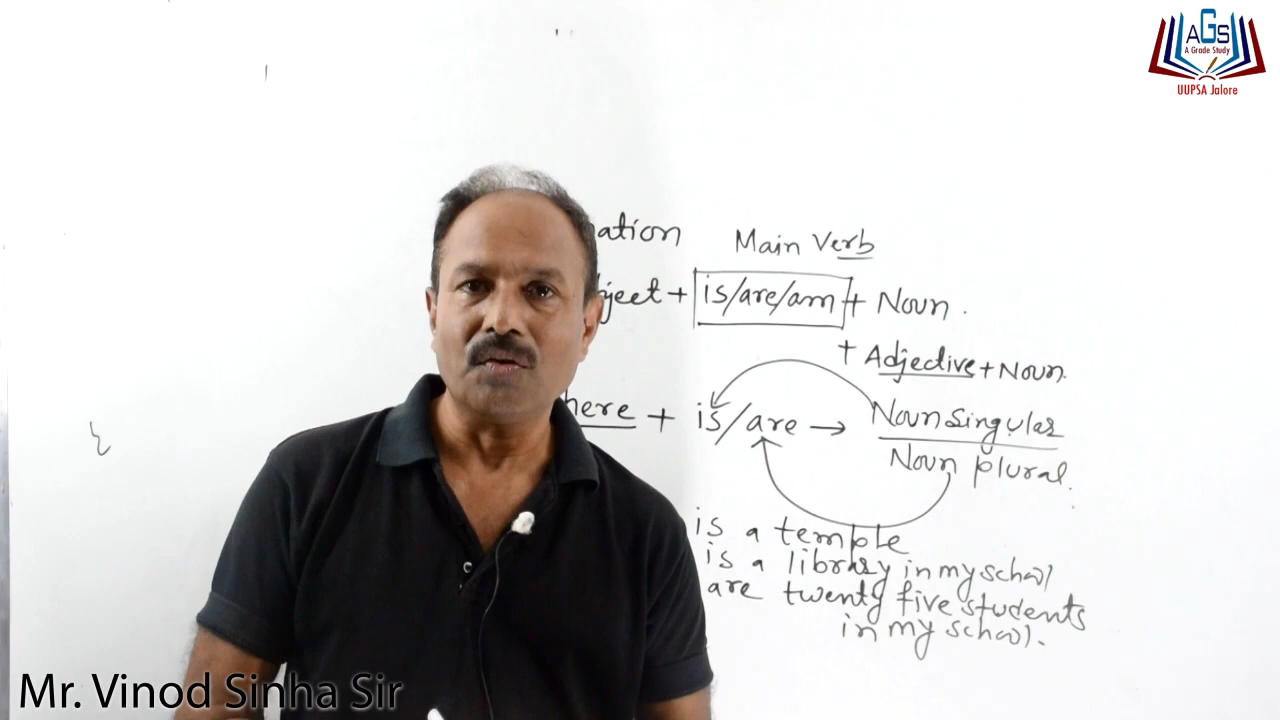 AGS
A Grade Study
UUPSA Jalore
ation Main Verb
bject + is/are/am + Noun.
+ Adjective + Noun.
here + is/are → Noun singular
Noun plural.
is a temple
is a library in my school
are twenty five students
in my school.
Mr. Vinod Sinha Sir